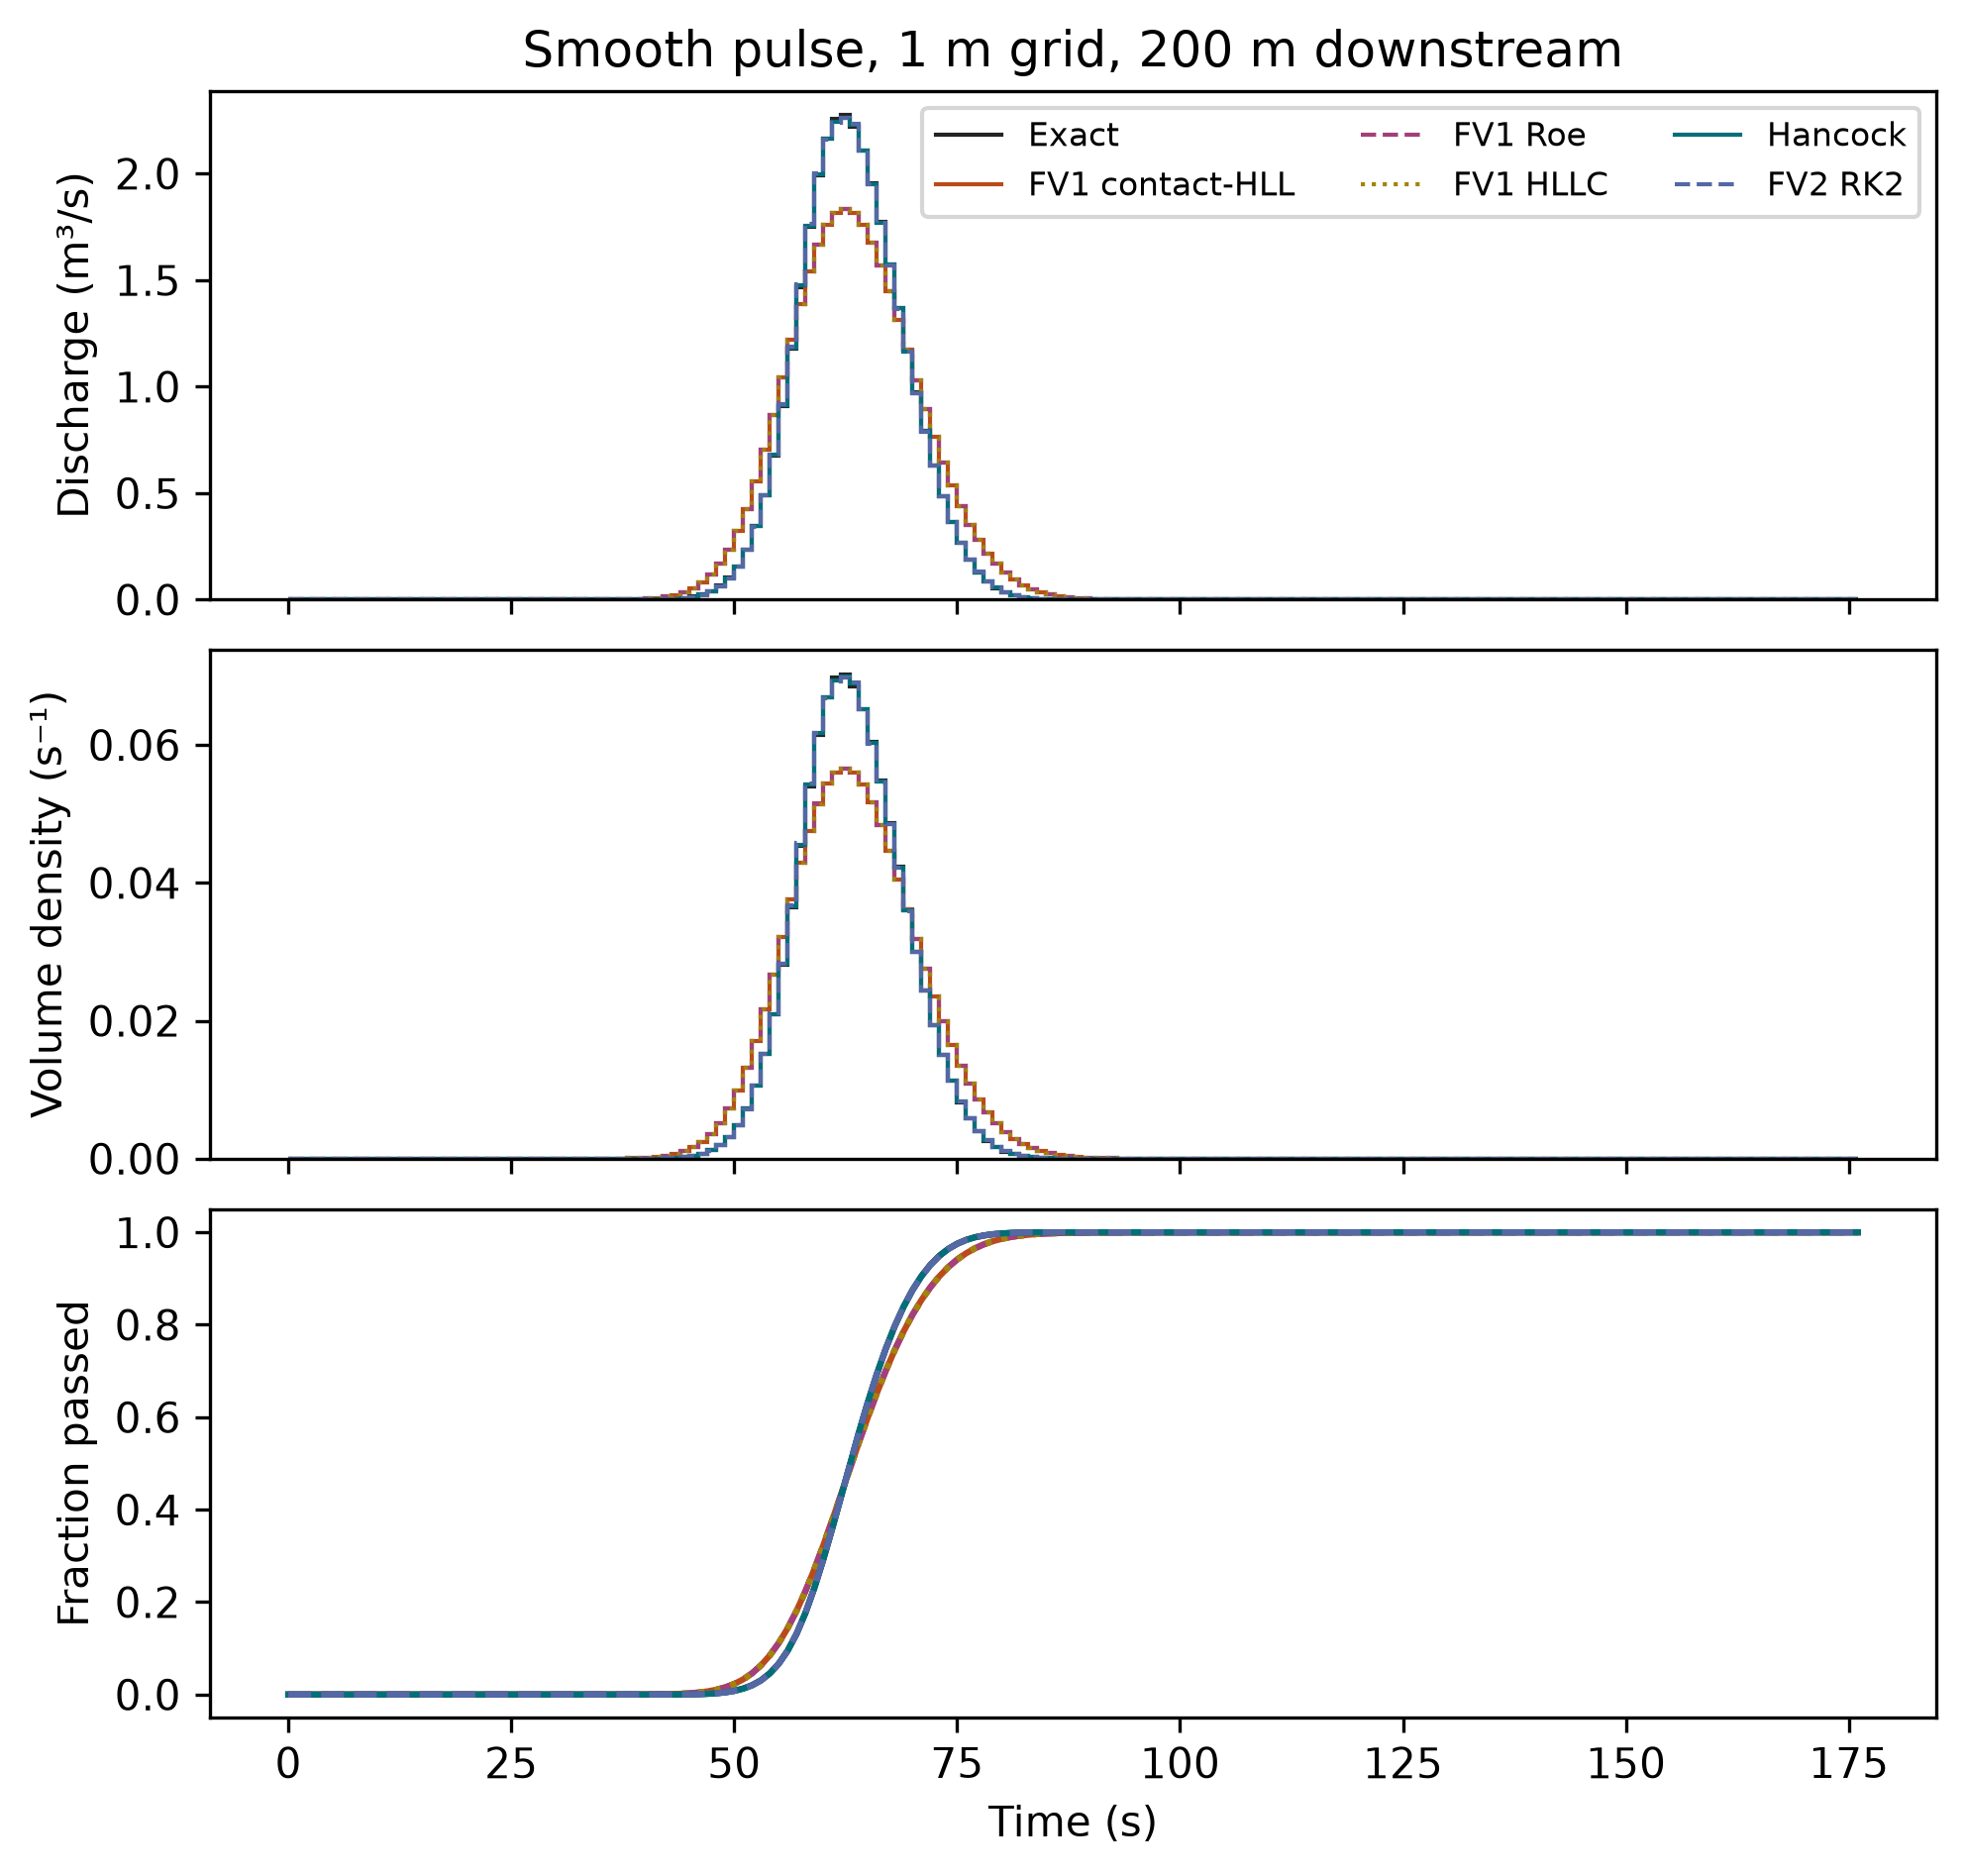 Smooth pulse, 1 m grid, 200 m downstream
Exact
FV1 contact-HLL
FV1 Roe
FV1 HLLC
Hancock
FV2 RK2
Discharge (m³/s)
2.0
1.5
1.0
0.5
0.0
Volume density (s⁻¹)
0.06
0.04
0.02
0.00
Fraction passed
1.0
0.8
0.6
0.4
0.2
0.0
0 25 50 75 100 125 150 175
Time (s)